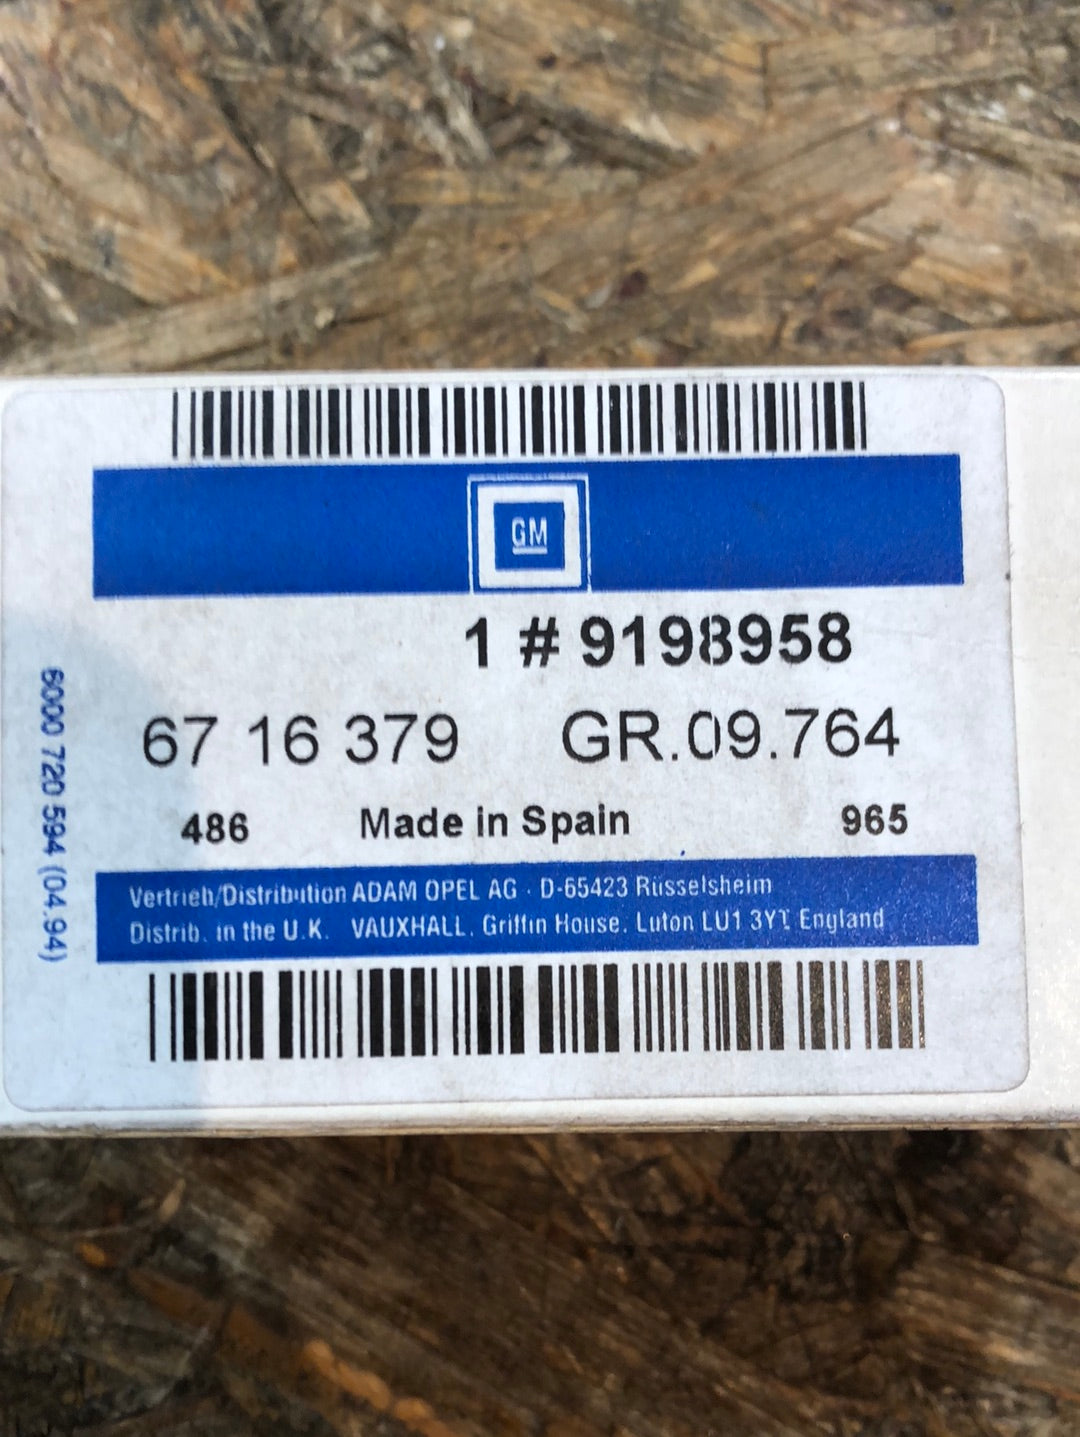 GM
1 # 9198958
67 16 379 GR.09.764
486 Made in Spain 965
Vertrieb/Distribution ADAM OPEL AG · D-65423 Rüsselsheim
Distrib. in the U.K. VAUXHALL, Griffin House, Luton LU1 3YT England
6000 720 594 (04.94)